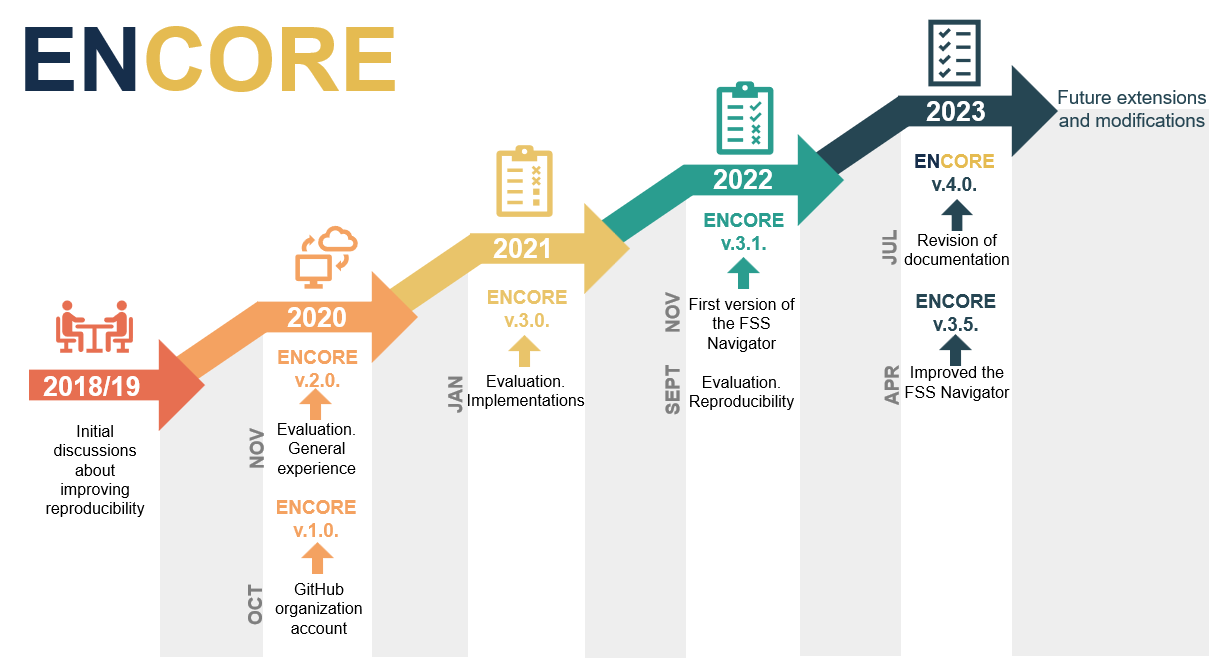 ENCORE
2018/19
Initial
discussions
about
improving
reproducibility
2020
ENCORE
v.2.0.
NOV
Evaluation.
General
experience
ENCORE
v.1.0.
OCT
GitHub
organization
account
2021
ENCORE
v.3.0.
JAN
Evaluation.
Implementations
2022
ENCORE
v.3.1.
NOV
First version of
the FSS
Navigator
SEPT
Evaluation.
Reproducibility
2023
ENCORE
v.4.0.
JUL
Revision of
documentation
ENCORE
v.3.5.
APR
Improved the
FSS Navigator
Future extensions
and modifications